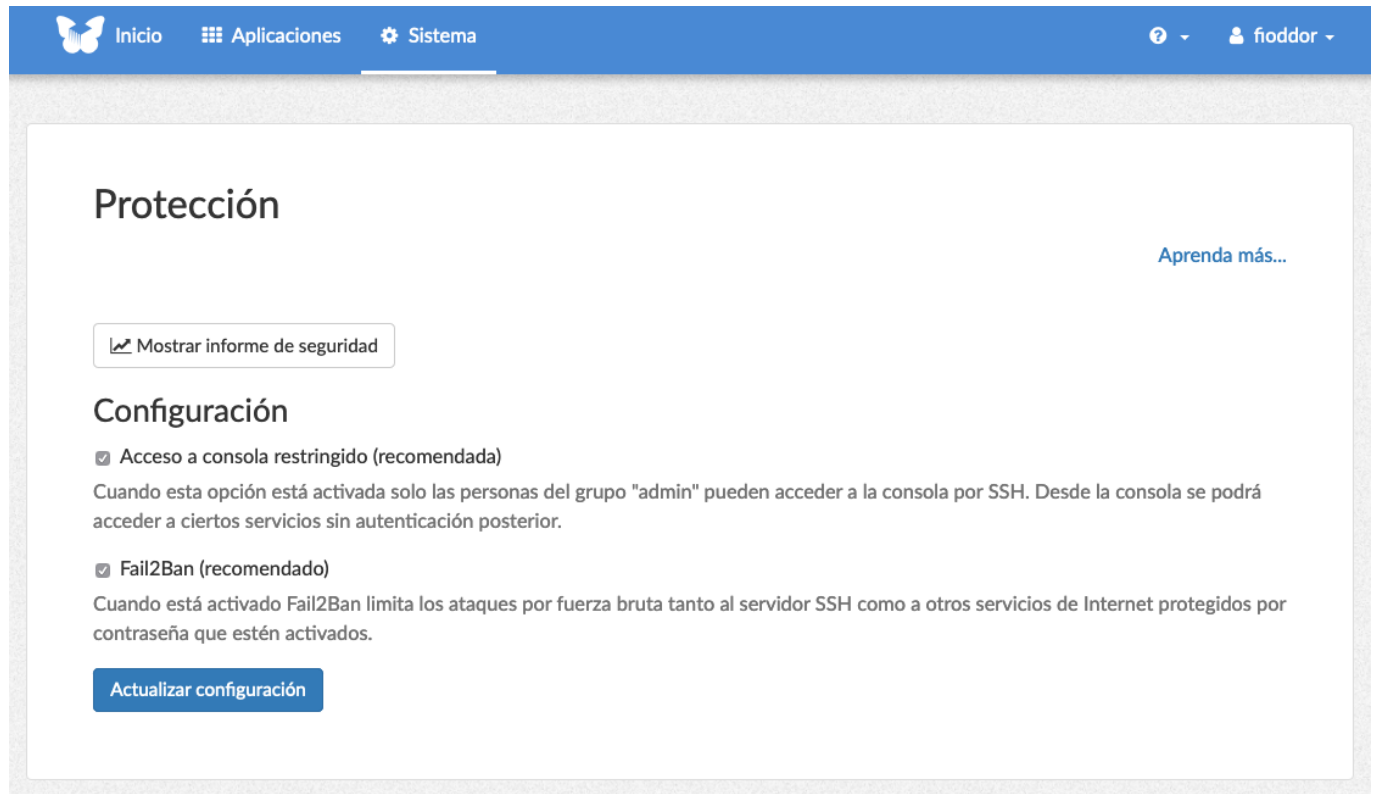 Inicio Aplicaciones Sistema fioddor
Protección
Aprenda más...
Mostrar informe de seguridad
Configuración
Acceso a consola restringido (recomendada)
Cuando esta opción está activada solo las personas del grupo "admin" pueden acceder a la consola por SSH. Desde la consola se podrá
acceder a ciertos servicios sin autenticación posterior.
Fail2Ban (recomendado)
Cuando está activado Fail2Ban limita los ataques por fuerza bruta tanto al servidor SSH como a otros servicios de Internet protegidos por
contraseña que estén activados.
Actualizar configuración